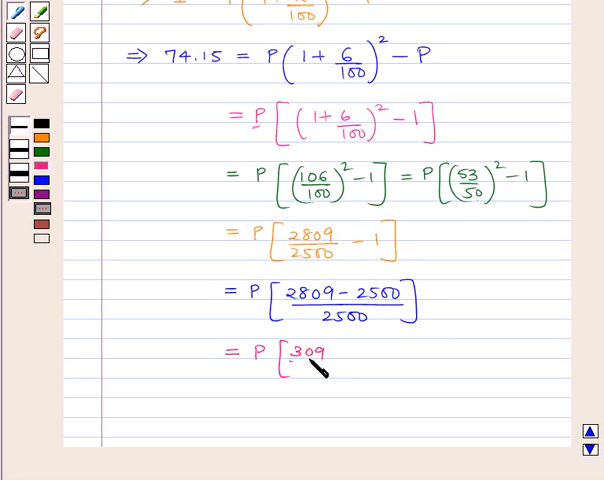 100
⇒ 74.15 = P(1 + 6/100)² − P
= P[(1 + 6/100)² − 1]
= P[(106/100)² − 1] = P[(53/50)² − 1]
= P[2809/2500 − 1]
= P[2809 − 2500/2500]
= P[309